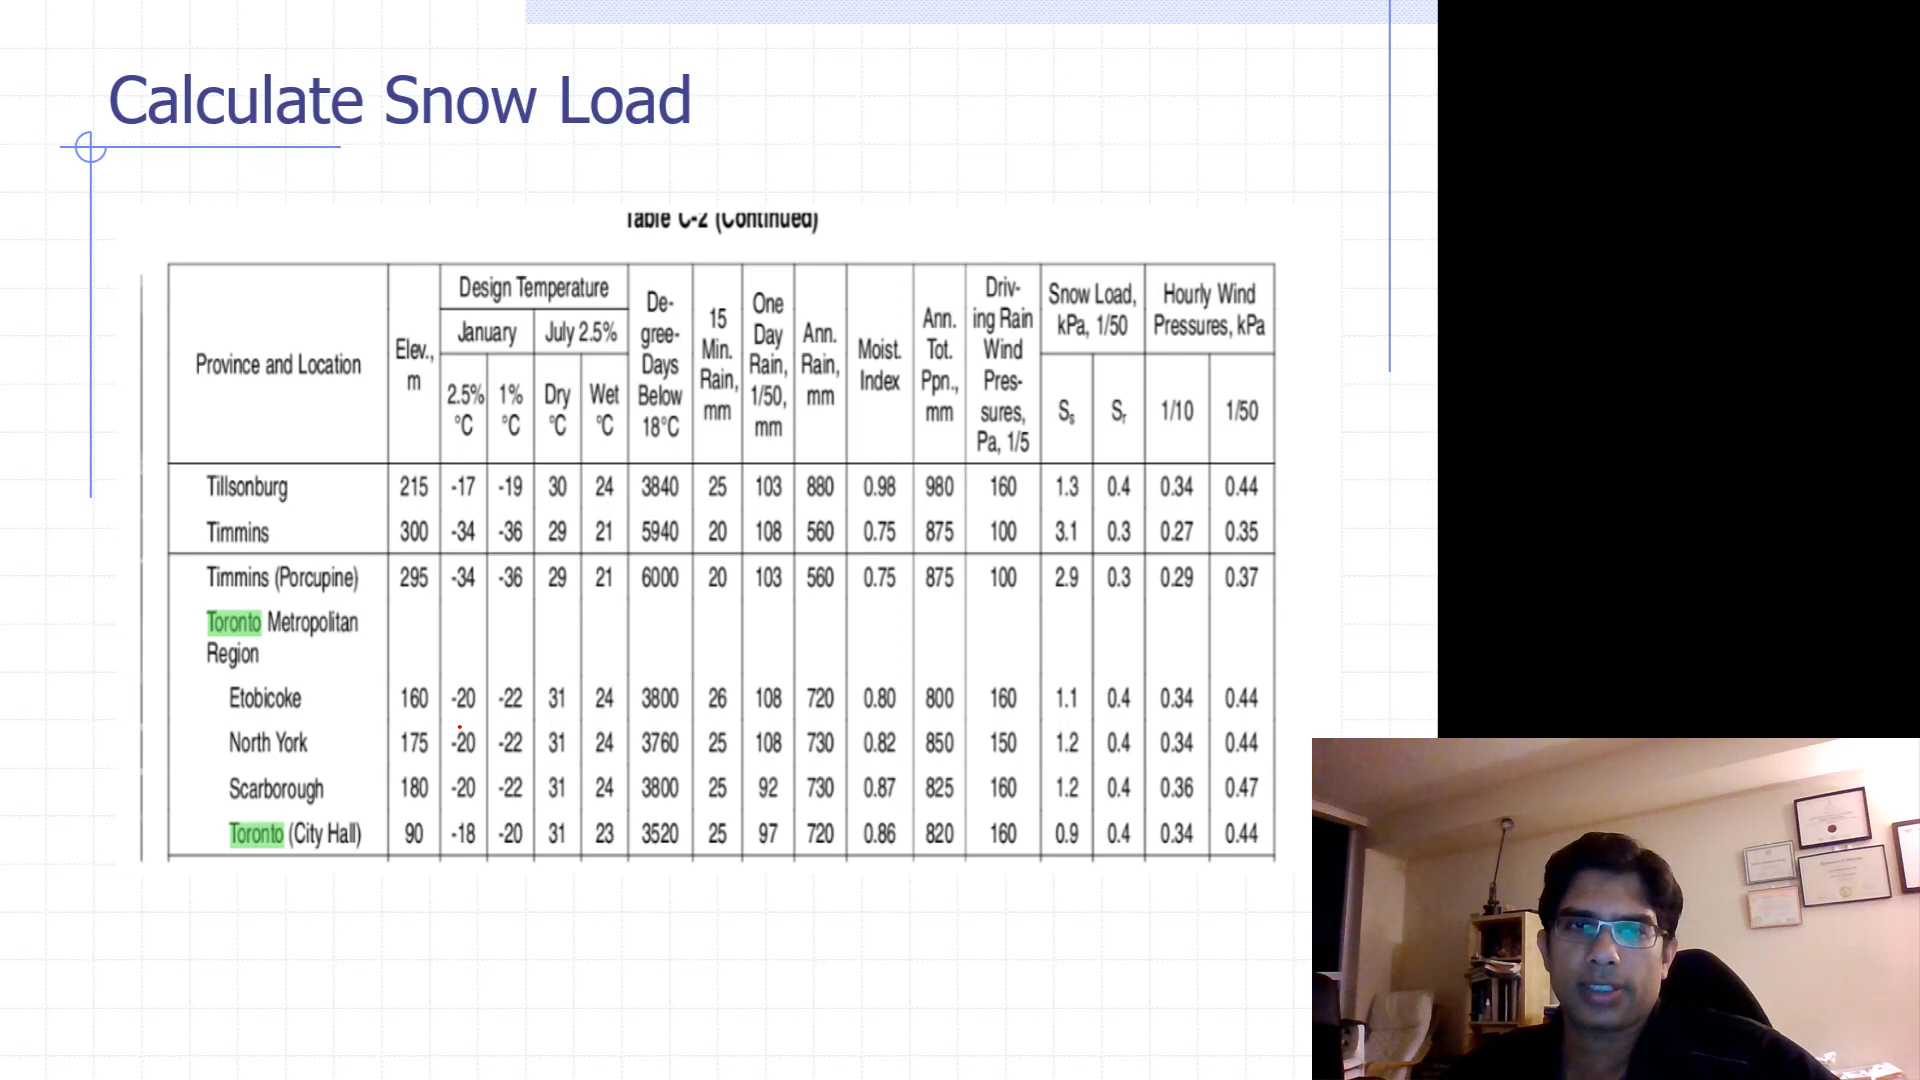 Calculate Snow Load
Table C-2 (Continued)
Province and Location Elev., m Design Temperature January 2.5% °C 1% °C July 2.5% Dry °C Wet °C De-gree-Days Below 18°C 15 Min. Rain, mm One Day Rain, 1/50, mm Ann. Rain, mm Moist. Index Ann. Tot. Ppn., mm Driv-ing Rain Wind Pres-sures, Pa, 1/5 Snow Load, kPa, 1/50 Ss Sr Hourly Wind Pressures, kPa 1/10 1/50
Tillsonburg 215 -17 -19 30 24 3840 25 103 880 0.98 980 160 1.3 0.4 0.34 0.44
Timmins 300 -34 -36 29 21 5940 20 108 560 0.75 875 100 3.1 0.3 0.27 0.35
Timmins (Porcupine) 295 -34 -36 29 21 6000 20 103 560 0.75 875 100 2.9 0.3 0.29 0.37
Toronto Metropolitan
Region
Etobicoke 160 -20 -22 31 24 3800 26 108 720 0.80 800 160 1.1 0.4 0.34 0.44
North York 175 -20 -22 31 24 3760 25 108 730 0.82 850 150 1.2 0.4 0.34 0.44
Scarborough 180 -20 -22 31 24 3800 25 92 730 0.87 825 160 1.2 0.4 0.36 0.47
Toronto (City Hall) 90 -18 -20 31 23 3520 25 97 720 0.86 820 160 0.9 0.4 0.34 0.44